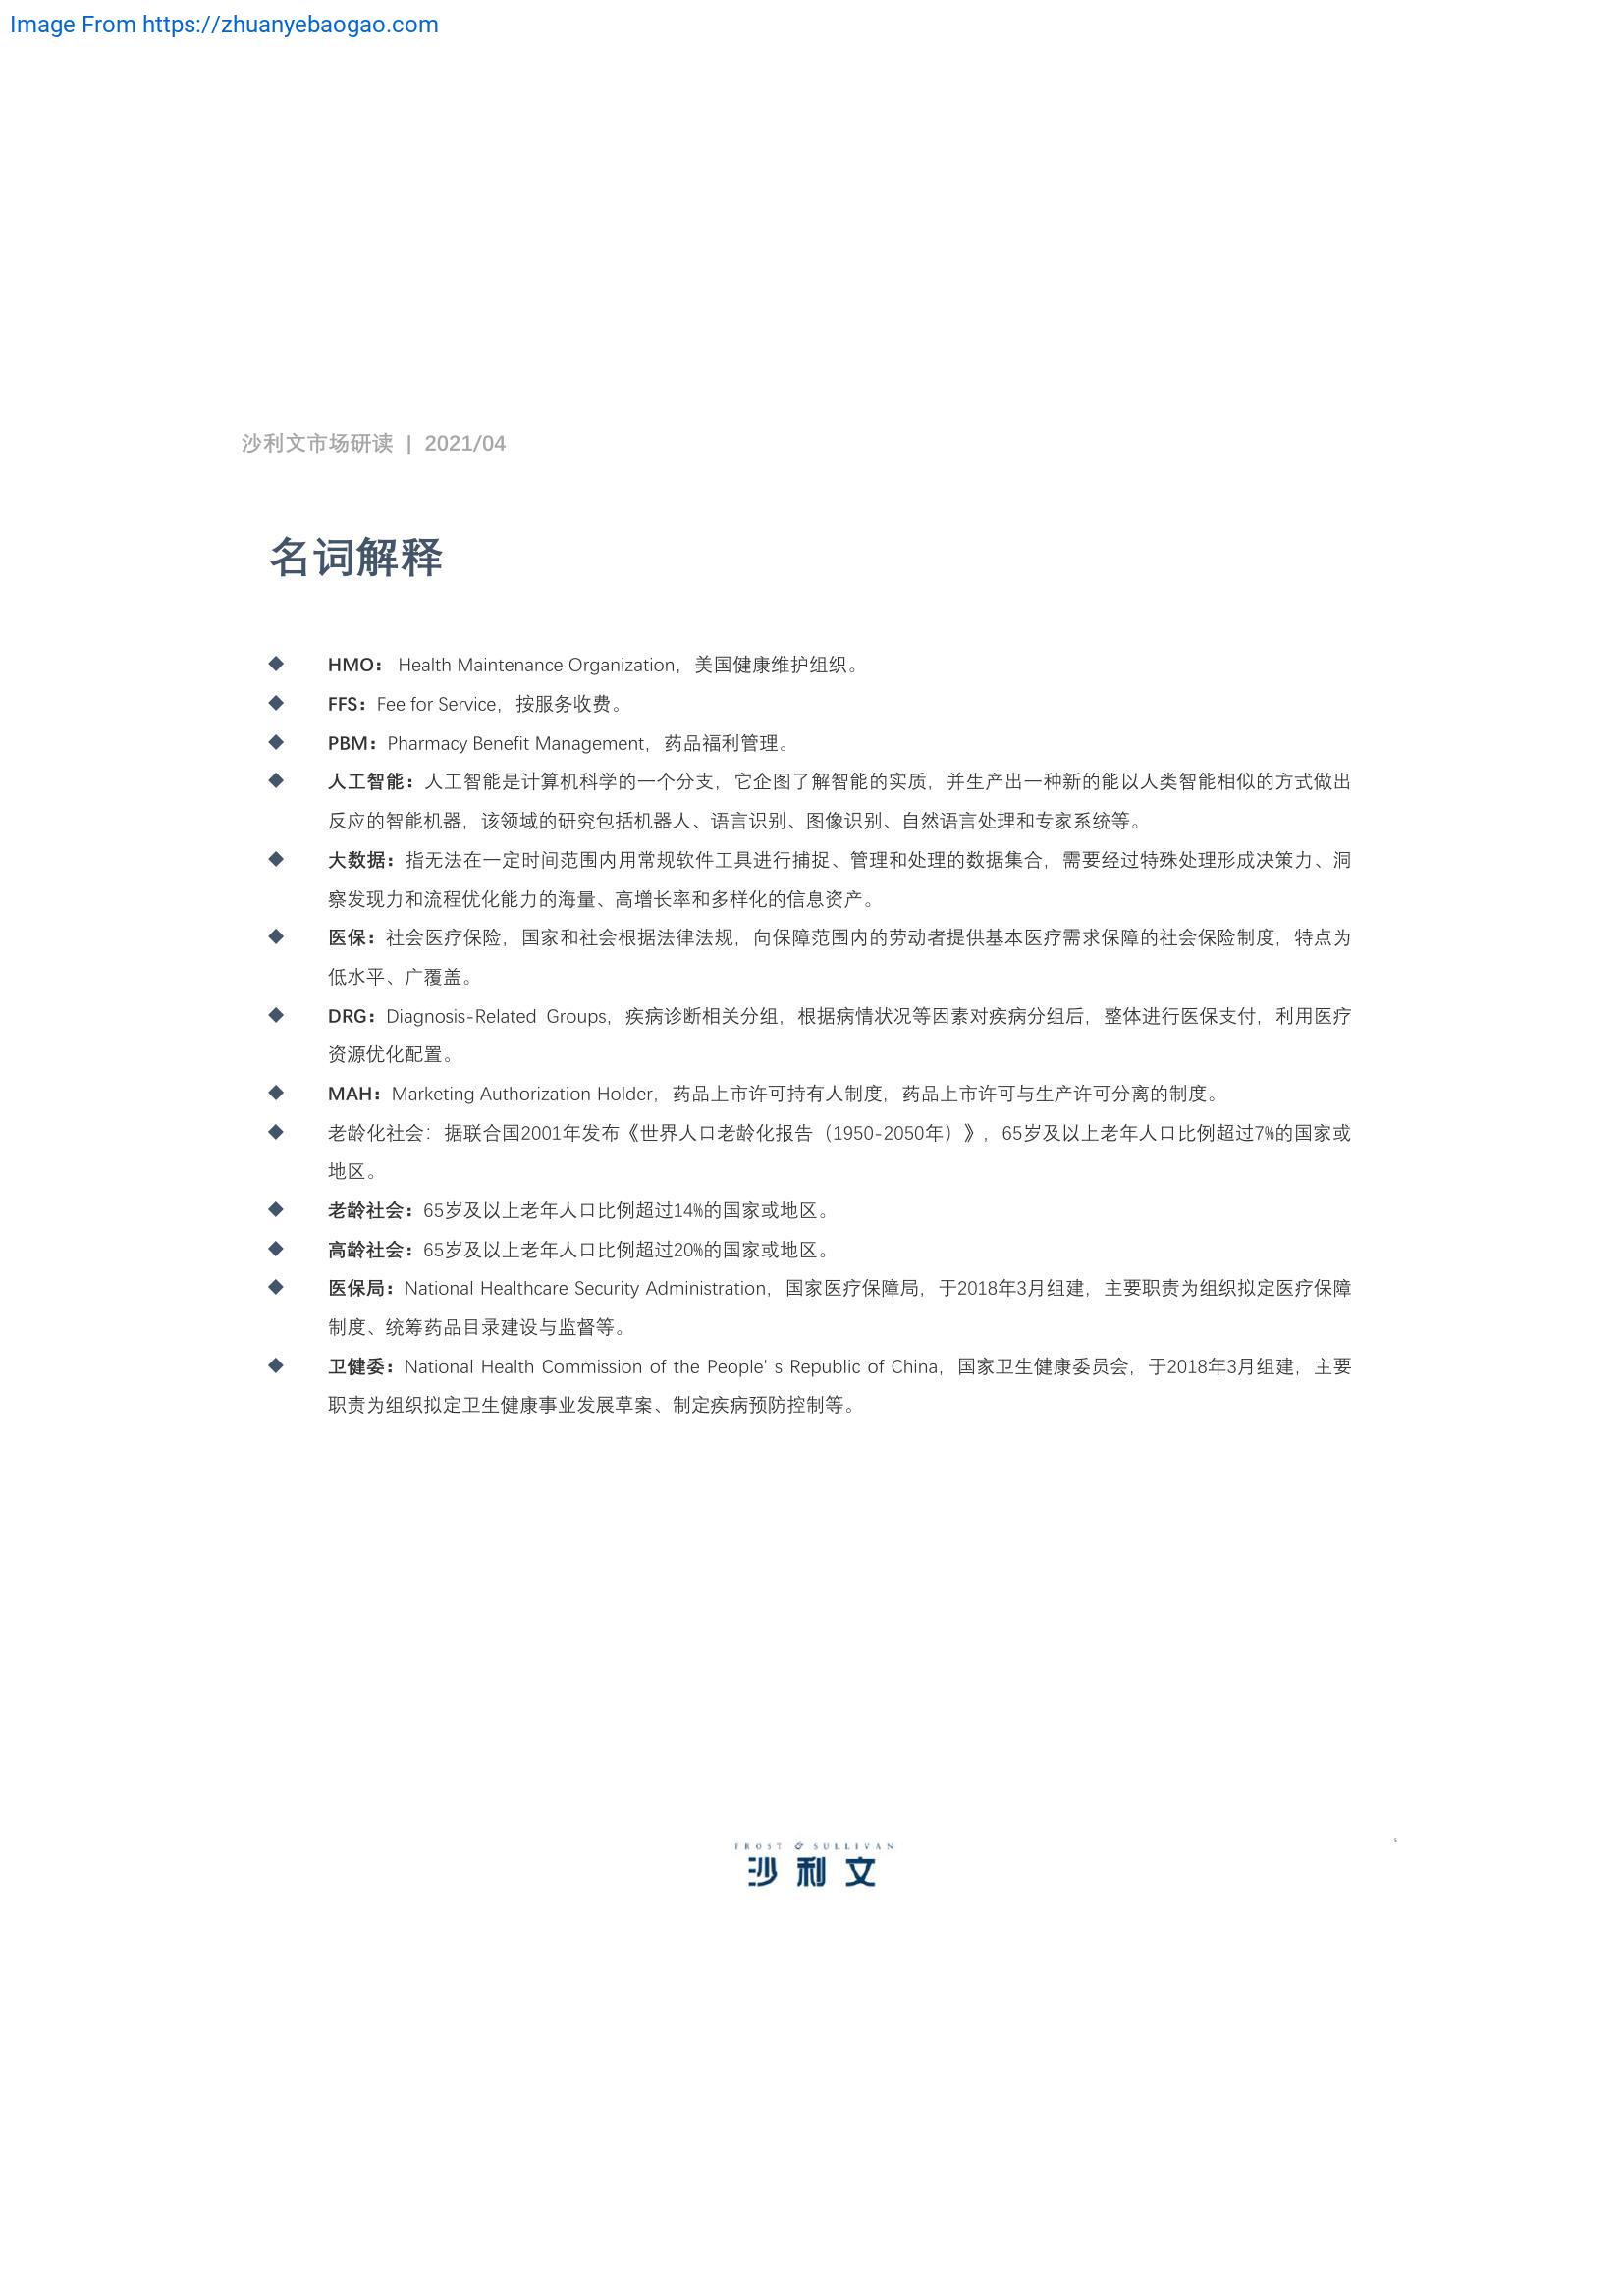 Image From https://zhuanyebaogao.com
沙利文市场研读 | 2021/04
名词解释
◆ HMO： Health Maintenance Organization，美国健康维护组织。
◆ FFS：Fee for Service，按服务收费。
◆ PBM：Pharmacy Benefit Management，药品福利管理。
◆ 人工智能：人工智能是计算机科学的一个分支，它企图了解智能的实质，并生产出一种新的能以人类智能相似的方式做出
反应的智能机器，该领域的研究包括机器人、语言识别、图像识别、自然语言处理和专家系统等。
◆ 大数据：指无法在一定时间范围内用常规软件工具进行捕捉、管理和处理的数据集合，需要经过特殊处理形成决策力、洞
察发现力和流程优化能力的海量、高增长率和多样化的信息资产。
◆ 医保：社会医疗保险，国家和社会根据法律法规，向保障范围内的劳动者提供基本医疗需求保障的社会保险制度，特点为
低水平、广覆盖。
◆ DRG：Diagnosis-Related Groups，疾病诊断相关分组，根据病情状况等因素对疾病分组后，整体进行医保支付，利用医疗
资源优化配置。
◆ MAH：Marketing Authorization Holder，药品上市许可持有人制度，药品上市许可与生产许可分离的制度。
◆ 老龄化社会：据联合国2001年发布《世界人口老龄化报告（1950-2050年）》，65岁及以上老年人口比例超过7%的国家或
地区。
◆ 老龄社会：65岁及以上老年人口比例超过14%的国家或地区。
◆ 高龄社会：65岁及以上老年人口比例超过20%的国家或地区。
◆ 医保局：National Healthcare Security Administration，国家医疗保障局，于2018年3月组建，主要职责为组织拟定医疗保障
制度、统筹药品目录建设与监督等。
◆ 卫健委：National Health Commission of the People’ s Republic of China，国家卫生健康委员会，于2018年3月组建，主要
职责为组织拟定卫生健康事业发展草案、制定疾病预防控制等。
FROST & SULLIVAN
沙利文